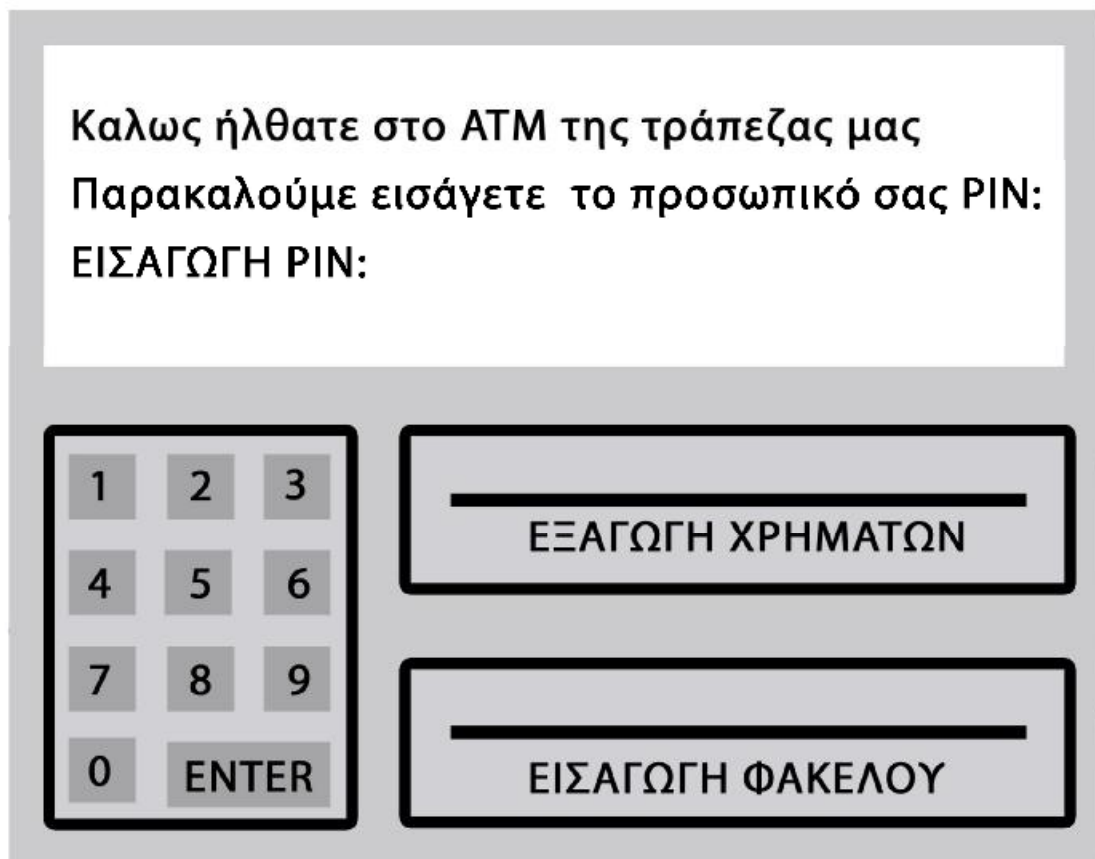 Καλως ήλθατε στο ATM της τράπεζας μας
Παρακαλούμε εισάγετε το προσωπικό σας PIN:
ΕΙΣΑΓΩΓΗ PIN:
1 2 3
4 5 6
7 8 9
0 ENTER
ΕΞΑΓΩΓΗ ΧΡΗΜΑΤΩΝ
ΕΙΣΑΓΩΓΗ ΦΑΚΕΛΟΥ